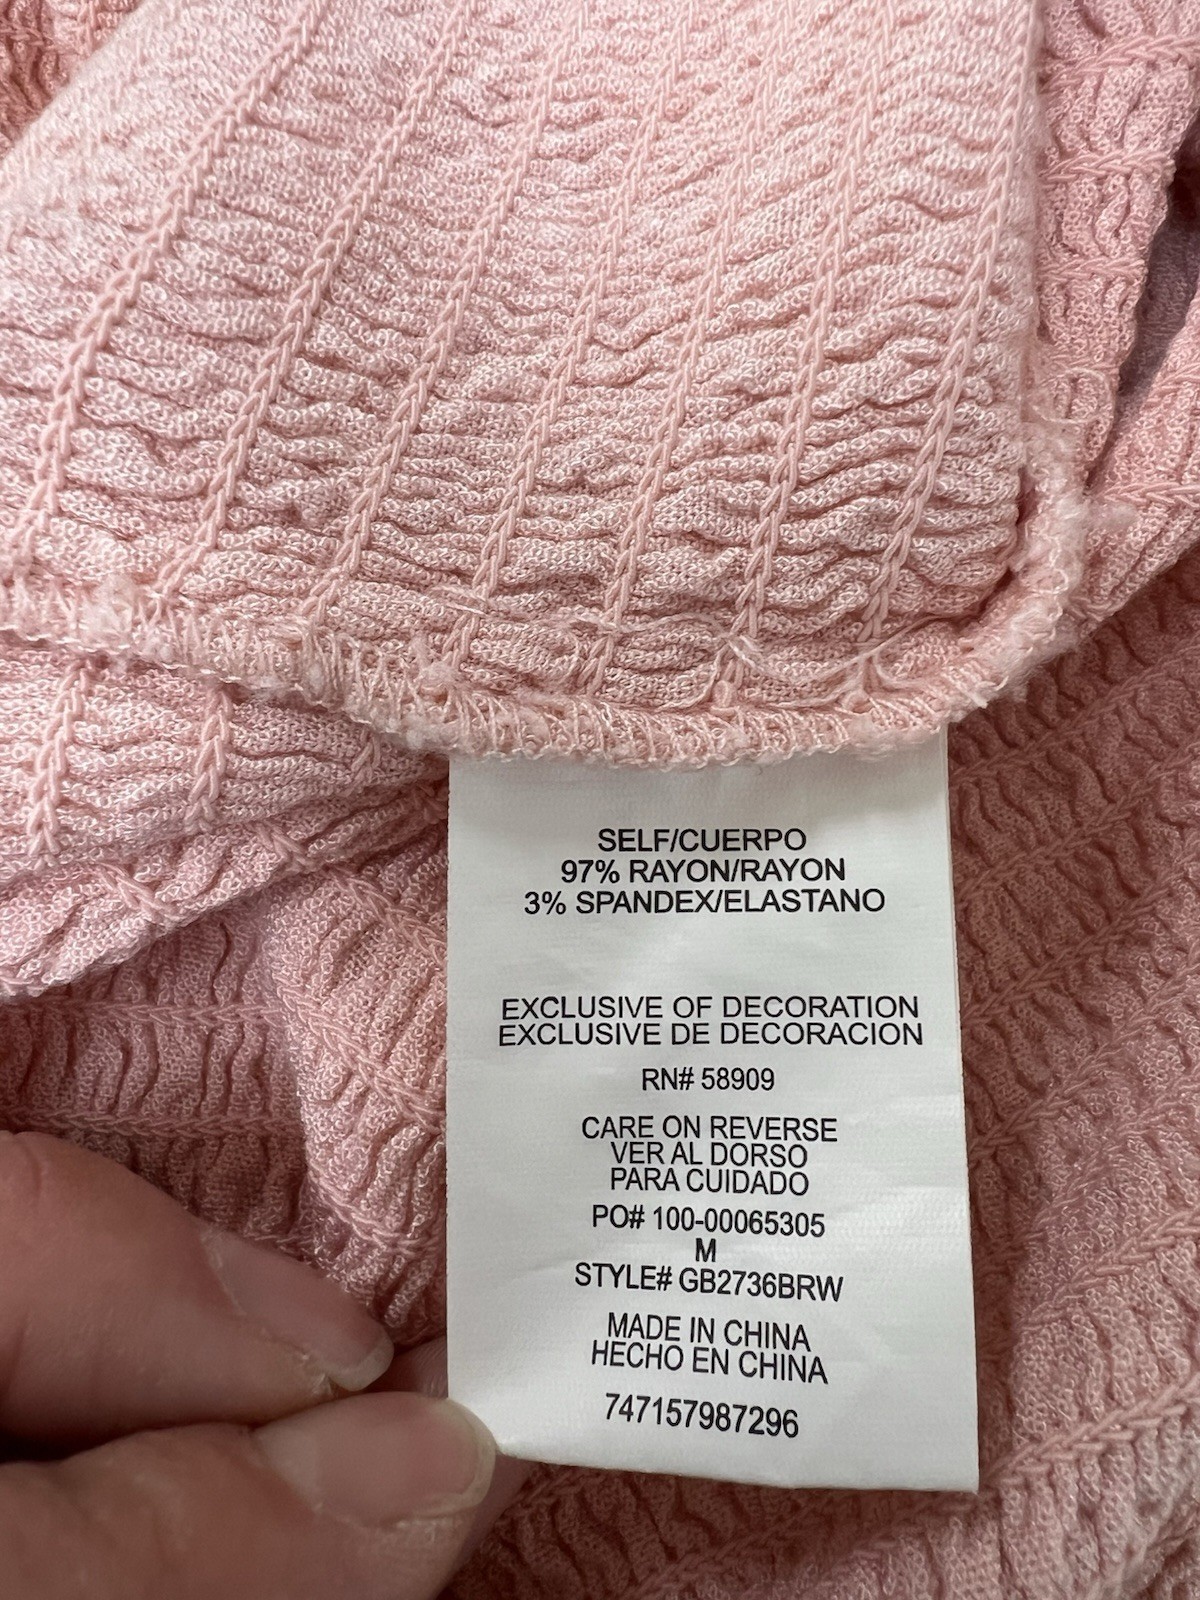 SELF/CUERPO
97% RAYON/RAYON
3% SPANDEX/ELASTANO
EXCLUSIVE OF DECORATION
EXCLUSIVE DE DECORACION
RN# 58909
CARE ON REVERSE
VER AL DORSO
PARA CUIDADO
PO# 100-00065305
M
STYLE# GB2736BRW
MADE IN CHINA
HECHO EN CHINA
747157987296